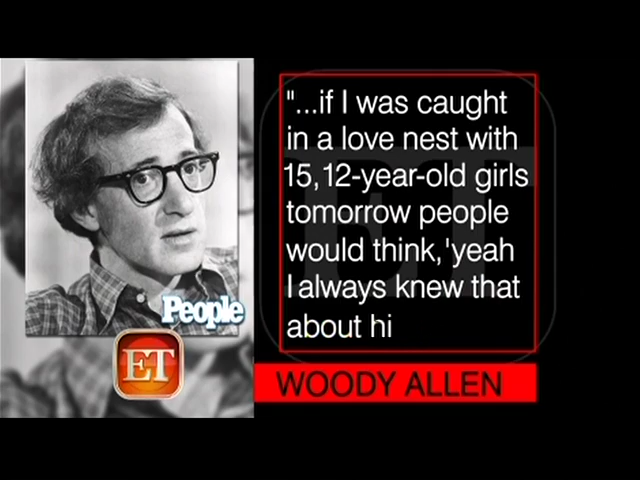 "...if I was caught
in a love nest with
15,12-year-old girls
tomorrow people
would think,'yeah
I always knew that
about hi
People
ET
WOODY ALLEN